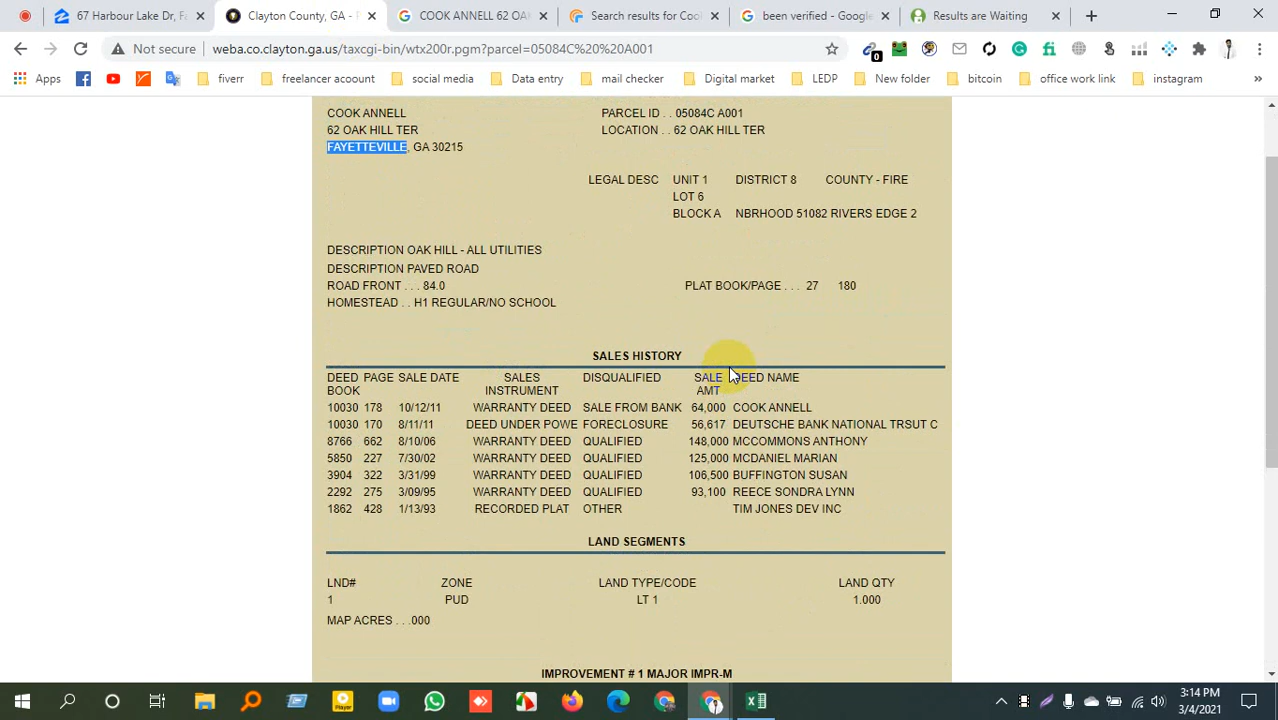 67 Harbour Lake Dr, Fa
Clayton County, GA - P
COOK ANNELL 62 OA
Search results for Coo
been verified - Google
Results are Waiting
Not secure
weba.co.clayton.ga.us/taxcgi-bin/wtx200r.pgm?parcel=05084C%20%20A001
0
Apps
fiverr
freelancer acoount
social media
Data entry
mail checker
Digital market
LEDP
New folder
bitcoin
office work link
instagram
COOK ANNELL PARCEL ID . . 05084C A001
62 OAK HILL TER LOCATION . . 62 OAK HILL TER
FAYETTEVILLE, GA 30215
LEGAL DESC UNIT 1 DISTRICT 8 COUNTY - FIRE
LOT 6
BLOCK A NBRHOOD 51082 RIVERS EDGE 2
DESCRIPTION OAK HILL - ALL UTILITIES
DESCRIPTION PAVED ROAD
ROAD FRONT . . . 84.0 PLAT BOOK/PAGE . . . 27 180
HOMESTEAD . . H1 REGULAR/NO SCHOOL
SALES HISTORY
DEED PAGE SALE DATE SALES DISQUALIFIED SALE DEED NAME
BOOK INSTRUMENT AMT
10030 178 10/12/11 WARRANTY DEED SALE FROM BANK 64,000 COOK ANNELL
10030 170 8/11/11 DEED UNDER POWE FORECLOSURE 56,617 DEUTSCHE BANK NATIONAL TRSUT C
8766 662 8/10/06 WARRANTY DEED QUALIFIED 148,000 MCCOMMONS ANTHONY
5850 227 7/30/02 WARRANTY DEED QUALIFIED 125,000 MCDANIEL MARIAN
3904 322 3/31/99 WARRANTY DEED QUALIFIED 106,500 BUFFINGTON SUSAN
2292 275 3/09/95 WARRANTY DEED QUALIFIED 93,100 REECE SONDRA LYNN
1862 428 1/13/93 RECORDED PLAT OTHER TIM JONES DEV INC
LAND SEGMENTS
LND# ZONE LAND TYPE/CODE LAND QTY
1 PUD LT 1 1.000
MAP ACRES . . .000
IMPROVEMENT # 1 MAJOR IMPR-M
Player
3:14 PM
3/4/2021